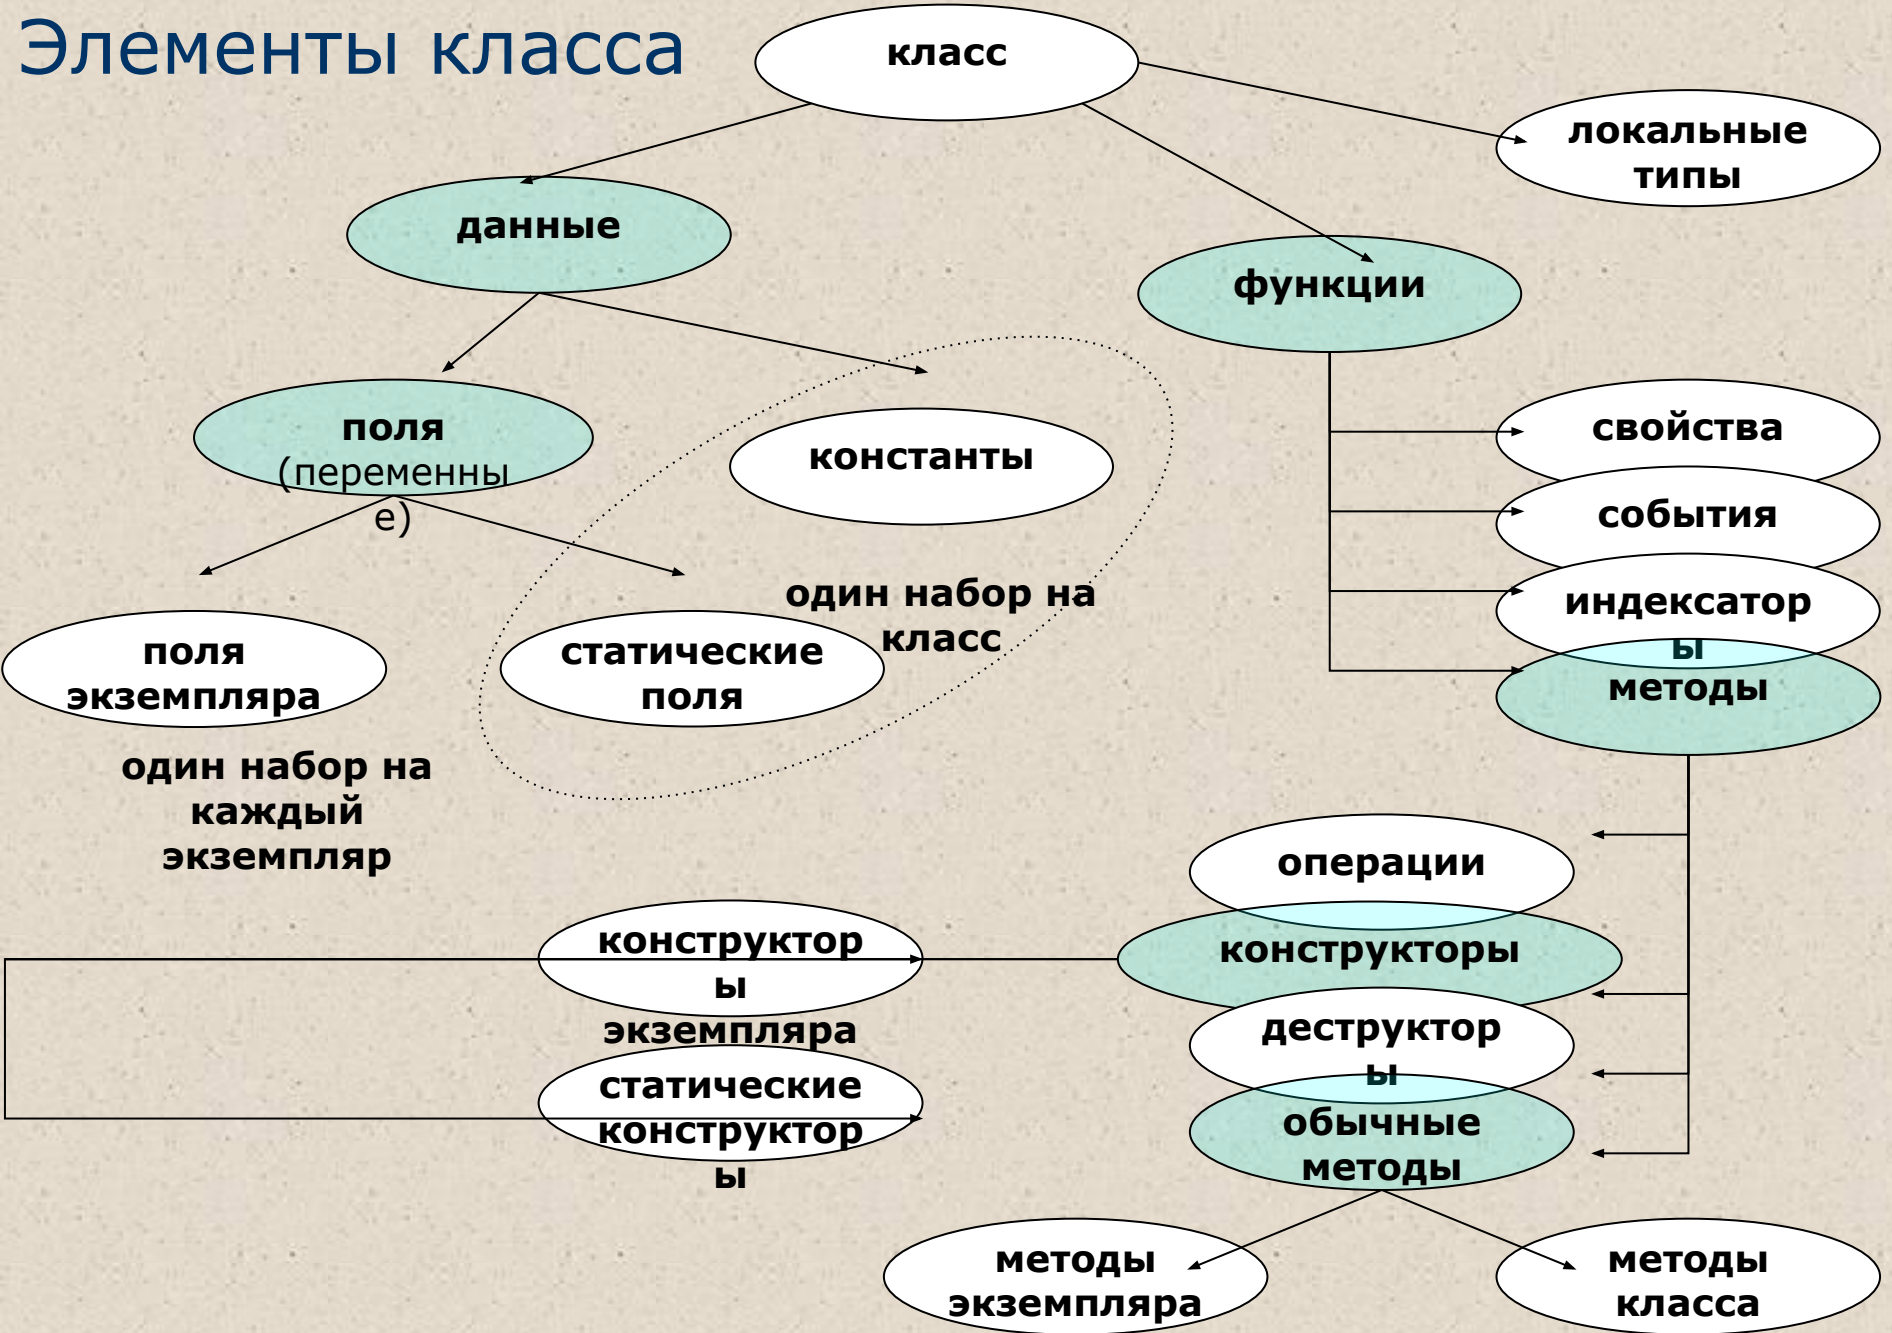 Элементы класса
класс
локальные
типы
данные
функции
поля
(переменны
е)
константы
свойства
события
индексатор
ы
методы
один набор на
класс
поля
экземпляра
статические
поля
один набор на
каждый
экземпляр
операции
конструкторы
деструктор
ы
обычные
методы
конструктор
ы
экземпляра
статические
конструктор
ы
методы
экземпляра
методы
класса